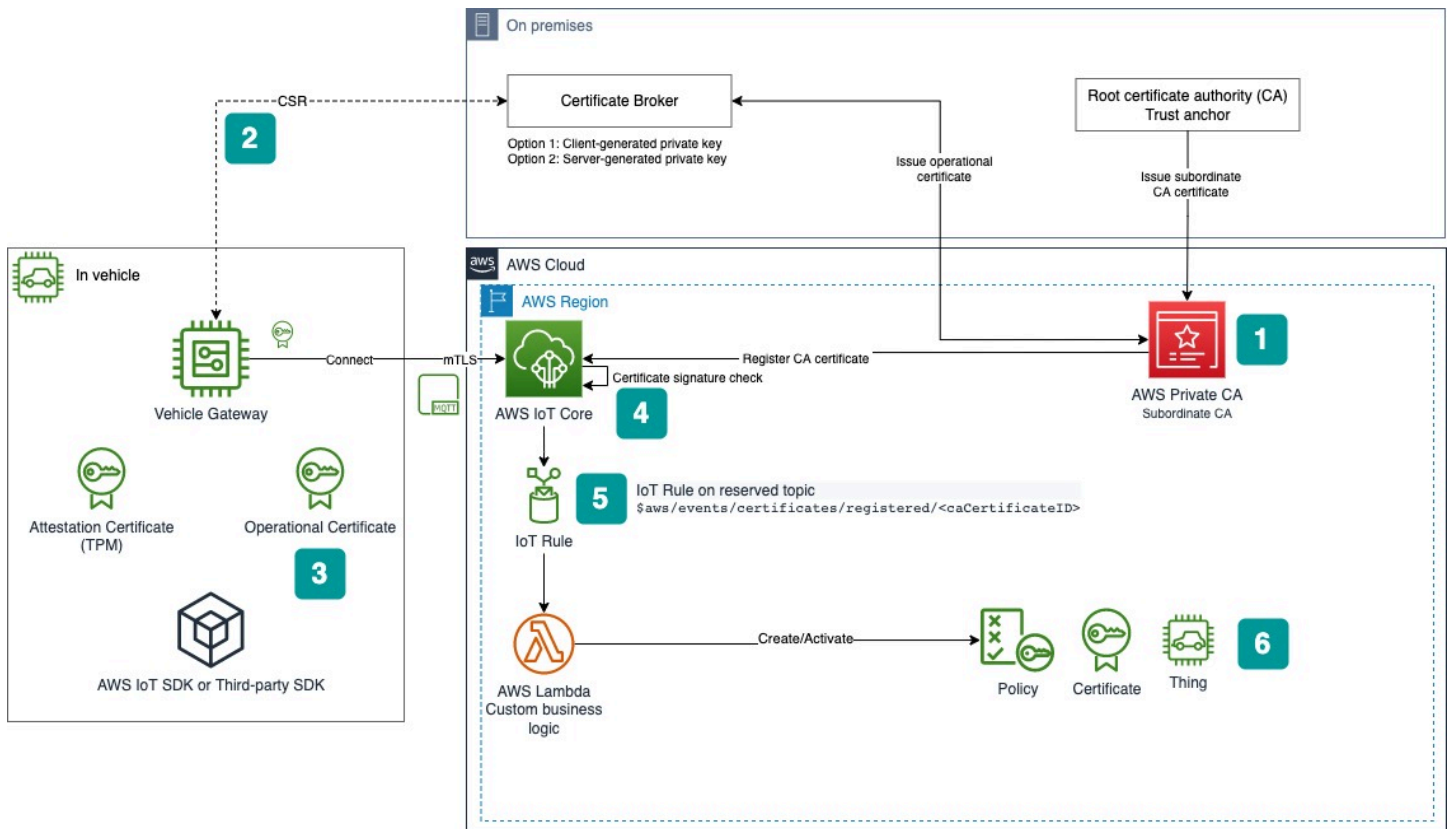 On premises
Certificate Broker
Option 1: Client-generated private key
Option 2: Server-generated private key
Root certificate authority (CA)
Trust anchor
CSR
2
Issue operational
certificate
Issue subordinate
CA certificate
In vehicle
Vehicle Gateway
Connect
mTLS
MQTT
Attestation Certificate
(TPM)
Operational Certificate
3
AWS IoT SDK or Third-party SDK
aws
AWS Cloud
AWS Region
AWS IoT Core
Register CA certificate
Certificate signature check
4
1
AWS Private CA
Subordinate CA
5
IoT Rule on reserved topic
$aws/events/certificates/registered/<caCertificateID>
IoT Rule
AWS Lambda
Custom business
logic
Create/Activate
Policy
Certificate
Thing
6